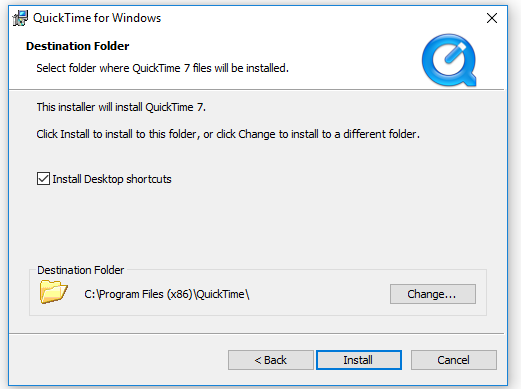 QuickTime for Windows
Destination Folder
Select folder where QuickTime 7 files will be installed.
This installer will install QuickTime 7.
Click Install to install to this folder, or click Change to install to a different folder.
Install Desktop shortcuts
Destination Folder
C:\Program Files (x86)\QuickTime\
Change...
< Back
Install
Cancel